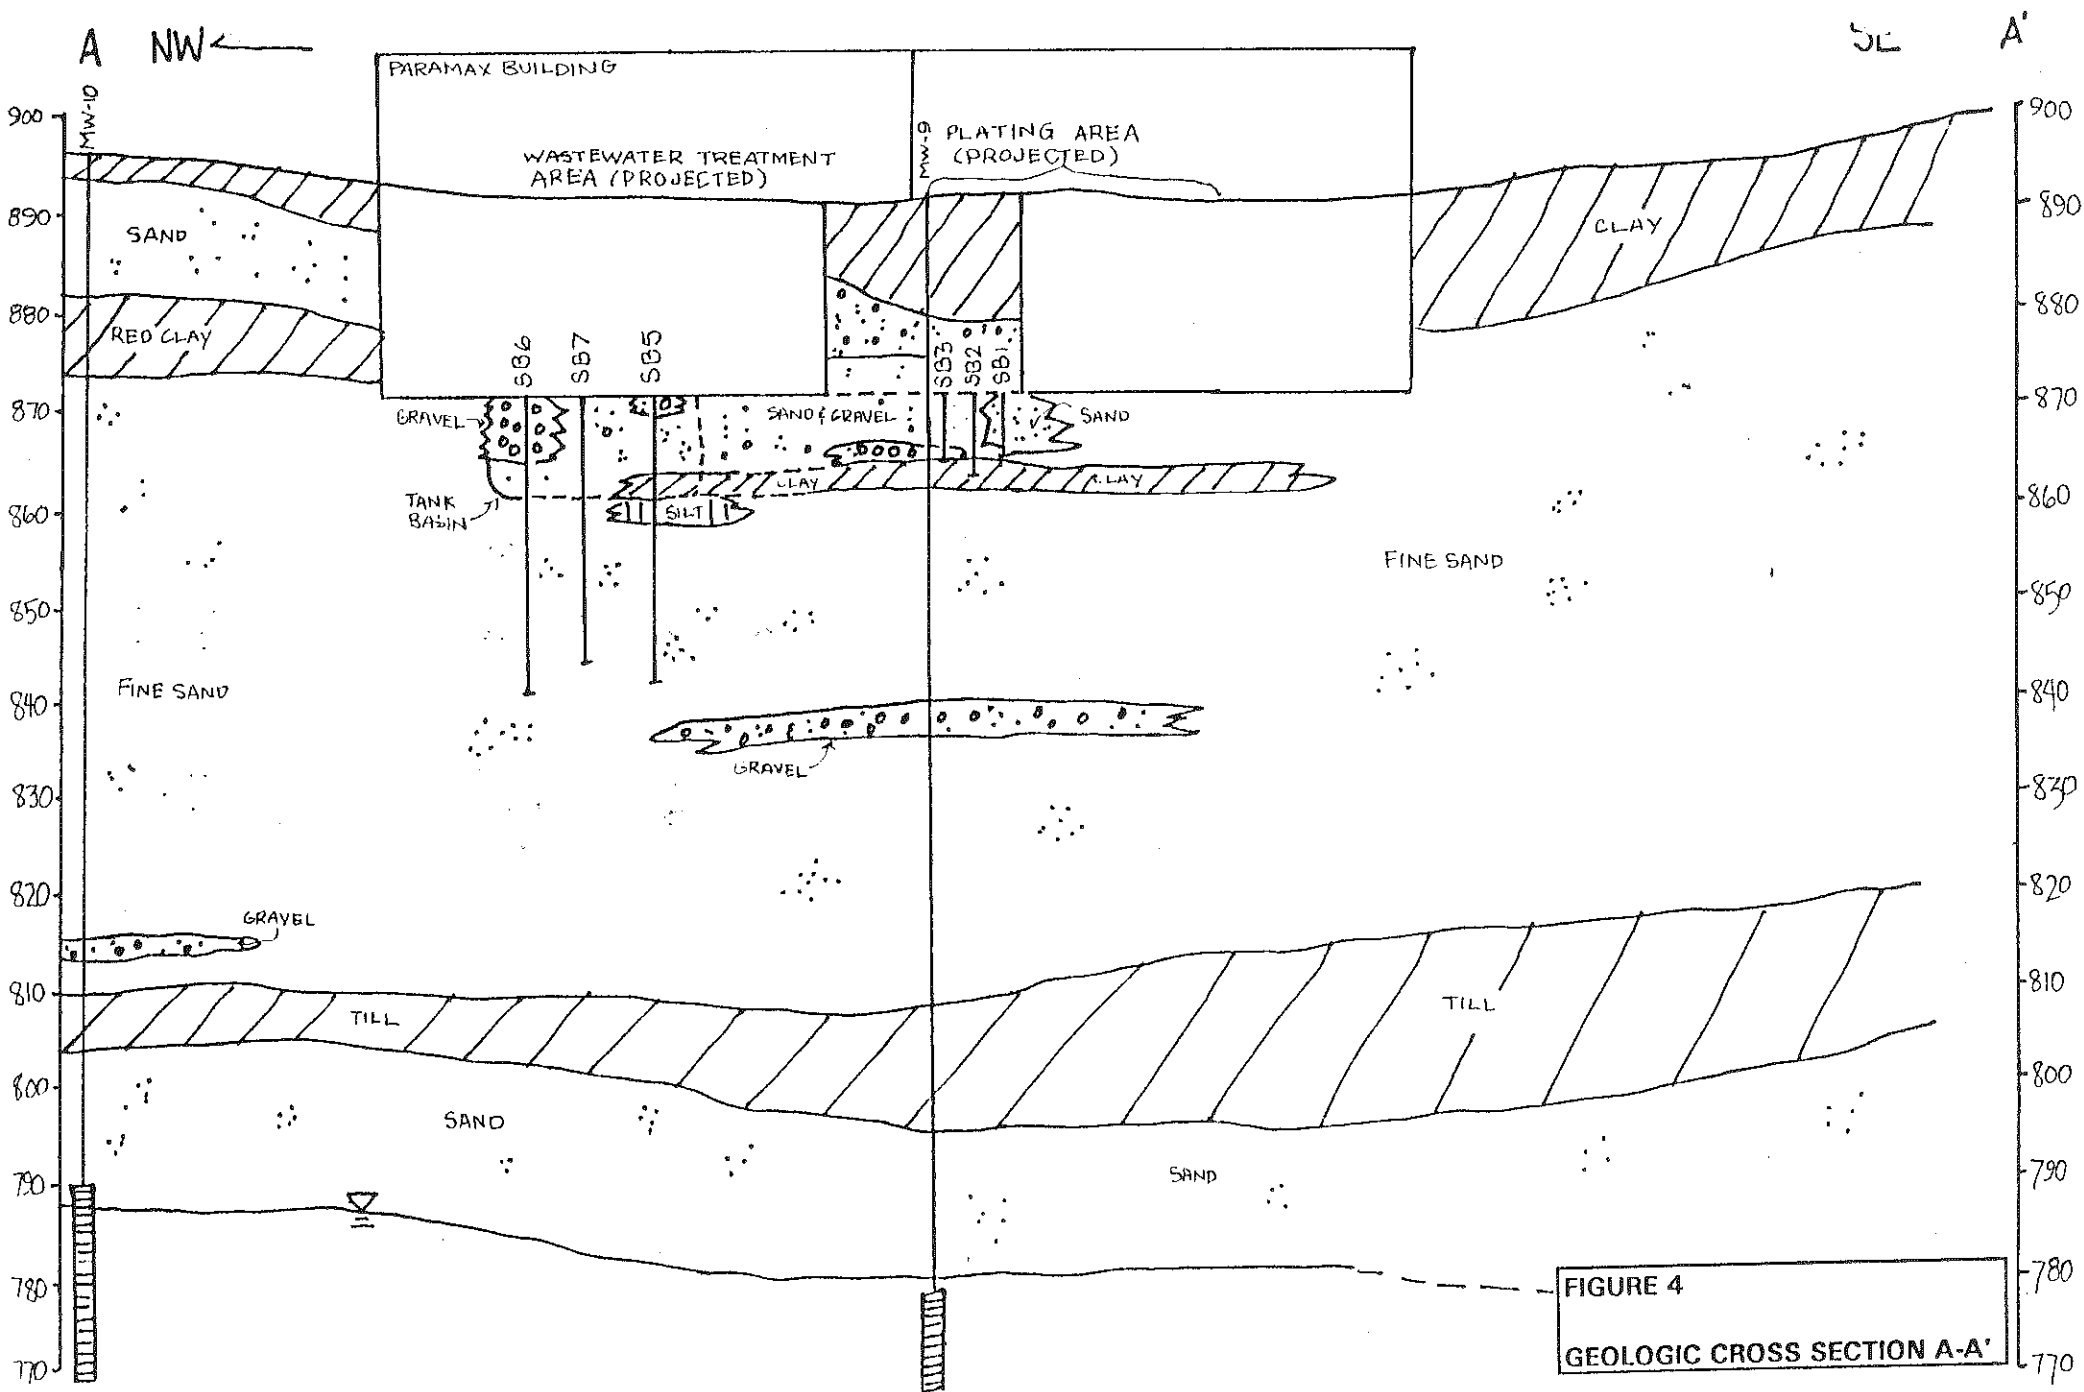 A NW
SE A'
PARAMAX BUILDING
MW-10
900
900
MW-9
PLATING AREA
(PROJECTED)
WASTEWATER TREATMENT
AREA (PROJECTED)
890
890
CLAY
SAND
880
880
RED CLAY
SB6
SB7
SB5
SB3
SB2
SB1
870
870
GRAVEL
SAND & GRAVEL
SAND
CLAY
CLAY
TANK
BASIN
SILT
860
860
FINE SAND
850
850
FINE SAND
840
840
GRAVEL
830
830
820
820
GRAVEL
810
810
TILL
TILL
800
800
SAND
SAND
790
790
780
780
FIGURE 4
GEOLOGIC CROSS SECTION A-A'
770
770